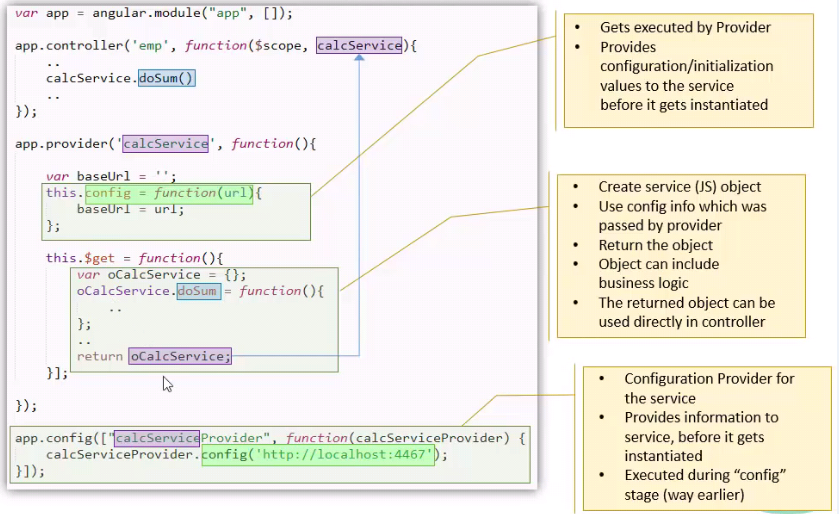 var app = angular.module("app", []);
app.controller('emp', function($scope, calcService){
..
calcService.doSum()
..
});
app.provider('calcService', function(){
var baseUrl = '';
this.config = function(url){
baseUrl = url;
};
this.$get = function(){
var oCalcService = {};
oCalcService.doSum = function(){
..
};
..
return oCalcService;
}];
});
app.config(["calcServiceProvider", function(calcServiceProvider) {
calcServiceProvider.config('http://localhost:4467');
}]);
• Gets executed by Provider
• Provides
configuration/initialization
values to the service
before it gets instantiated
• Create service (JS) object
• Use config info which was
passed by provider
• Return the object
• Object can include
business logic
• The returned object can be
used directly in controller
• Configuration Provider for
the service
• Provides information to
service, before it gets
instantiated
• Executed during “config”
stage (way earlier)